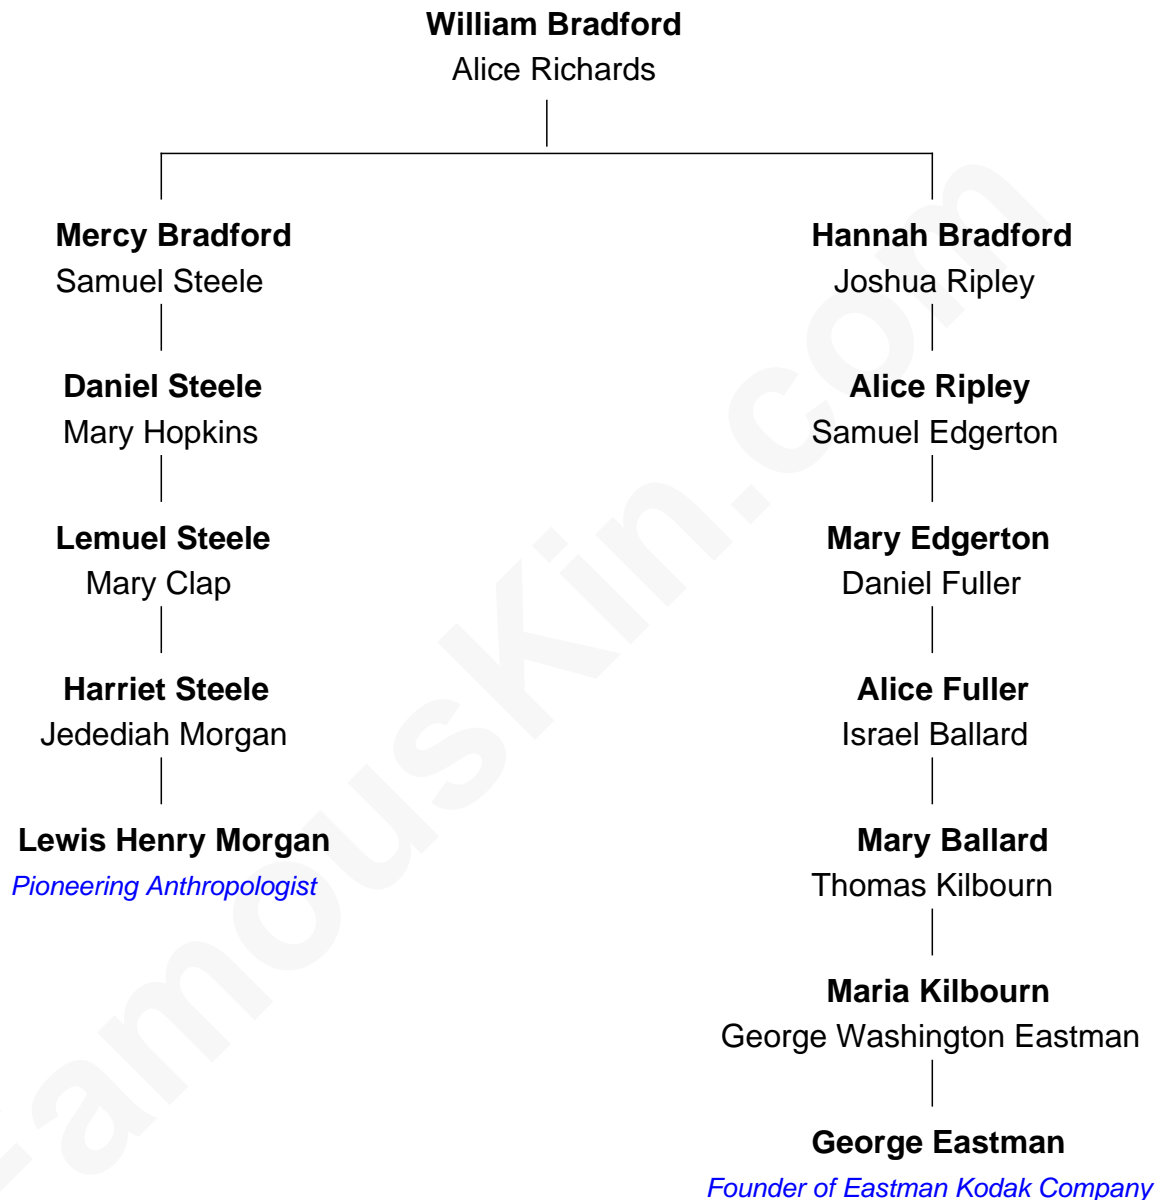 William Bradford
Alice Richards
Mercy Bradford
Samuel Steele
Hannah Bradford
Joshua Ripley
Daniel Steele
Mary Hopkins
Alice Ripley
Samuel Edgerton
Lemuel Steele
Mary Clap
Mary Edgerton
Daniel Fuller
Harriet Steele
Jedediah Morgan
Alice Fuller
Israel Ballard
Lewis Henry Morgan
Pioneering Anthropologist
Mary Ballard
Thomas Kilbourn
Maria Kilbourn
George Washington Eastman
George Eastman
Founder of Eastman Kodak Company
FamousKin.com